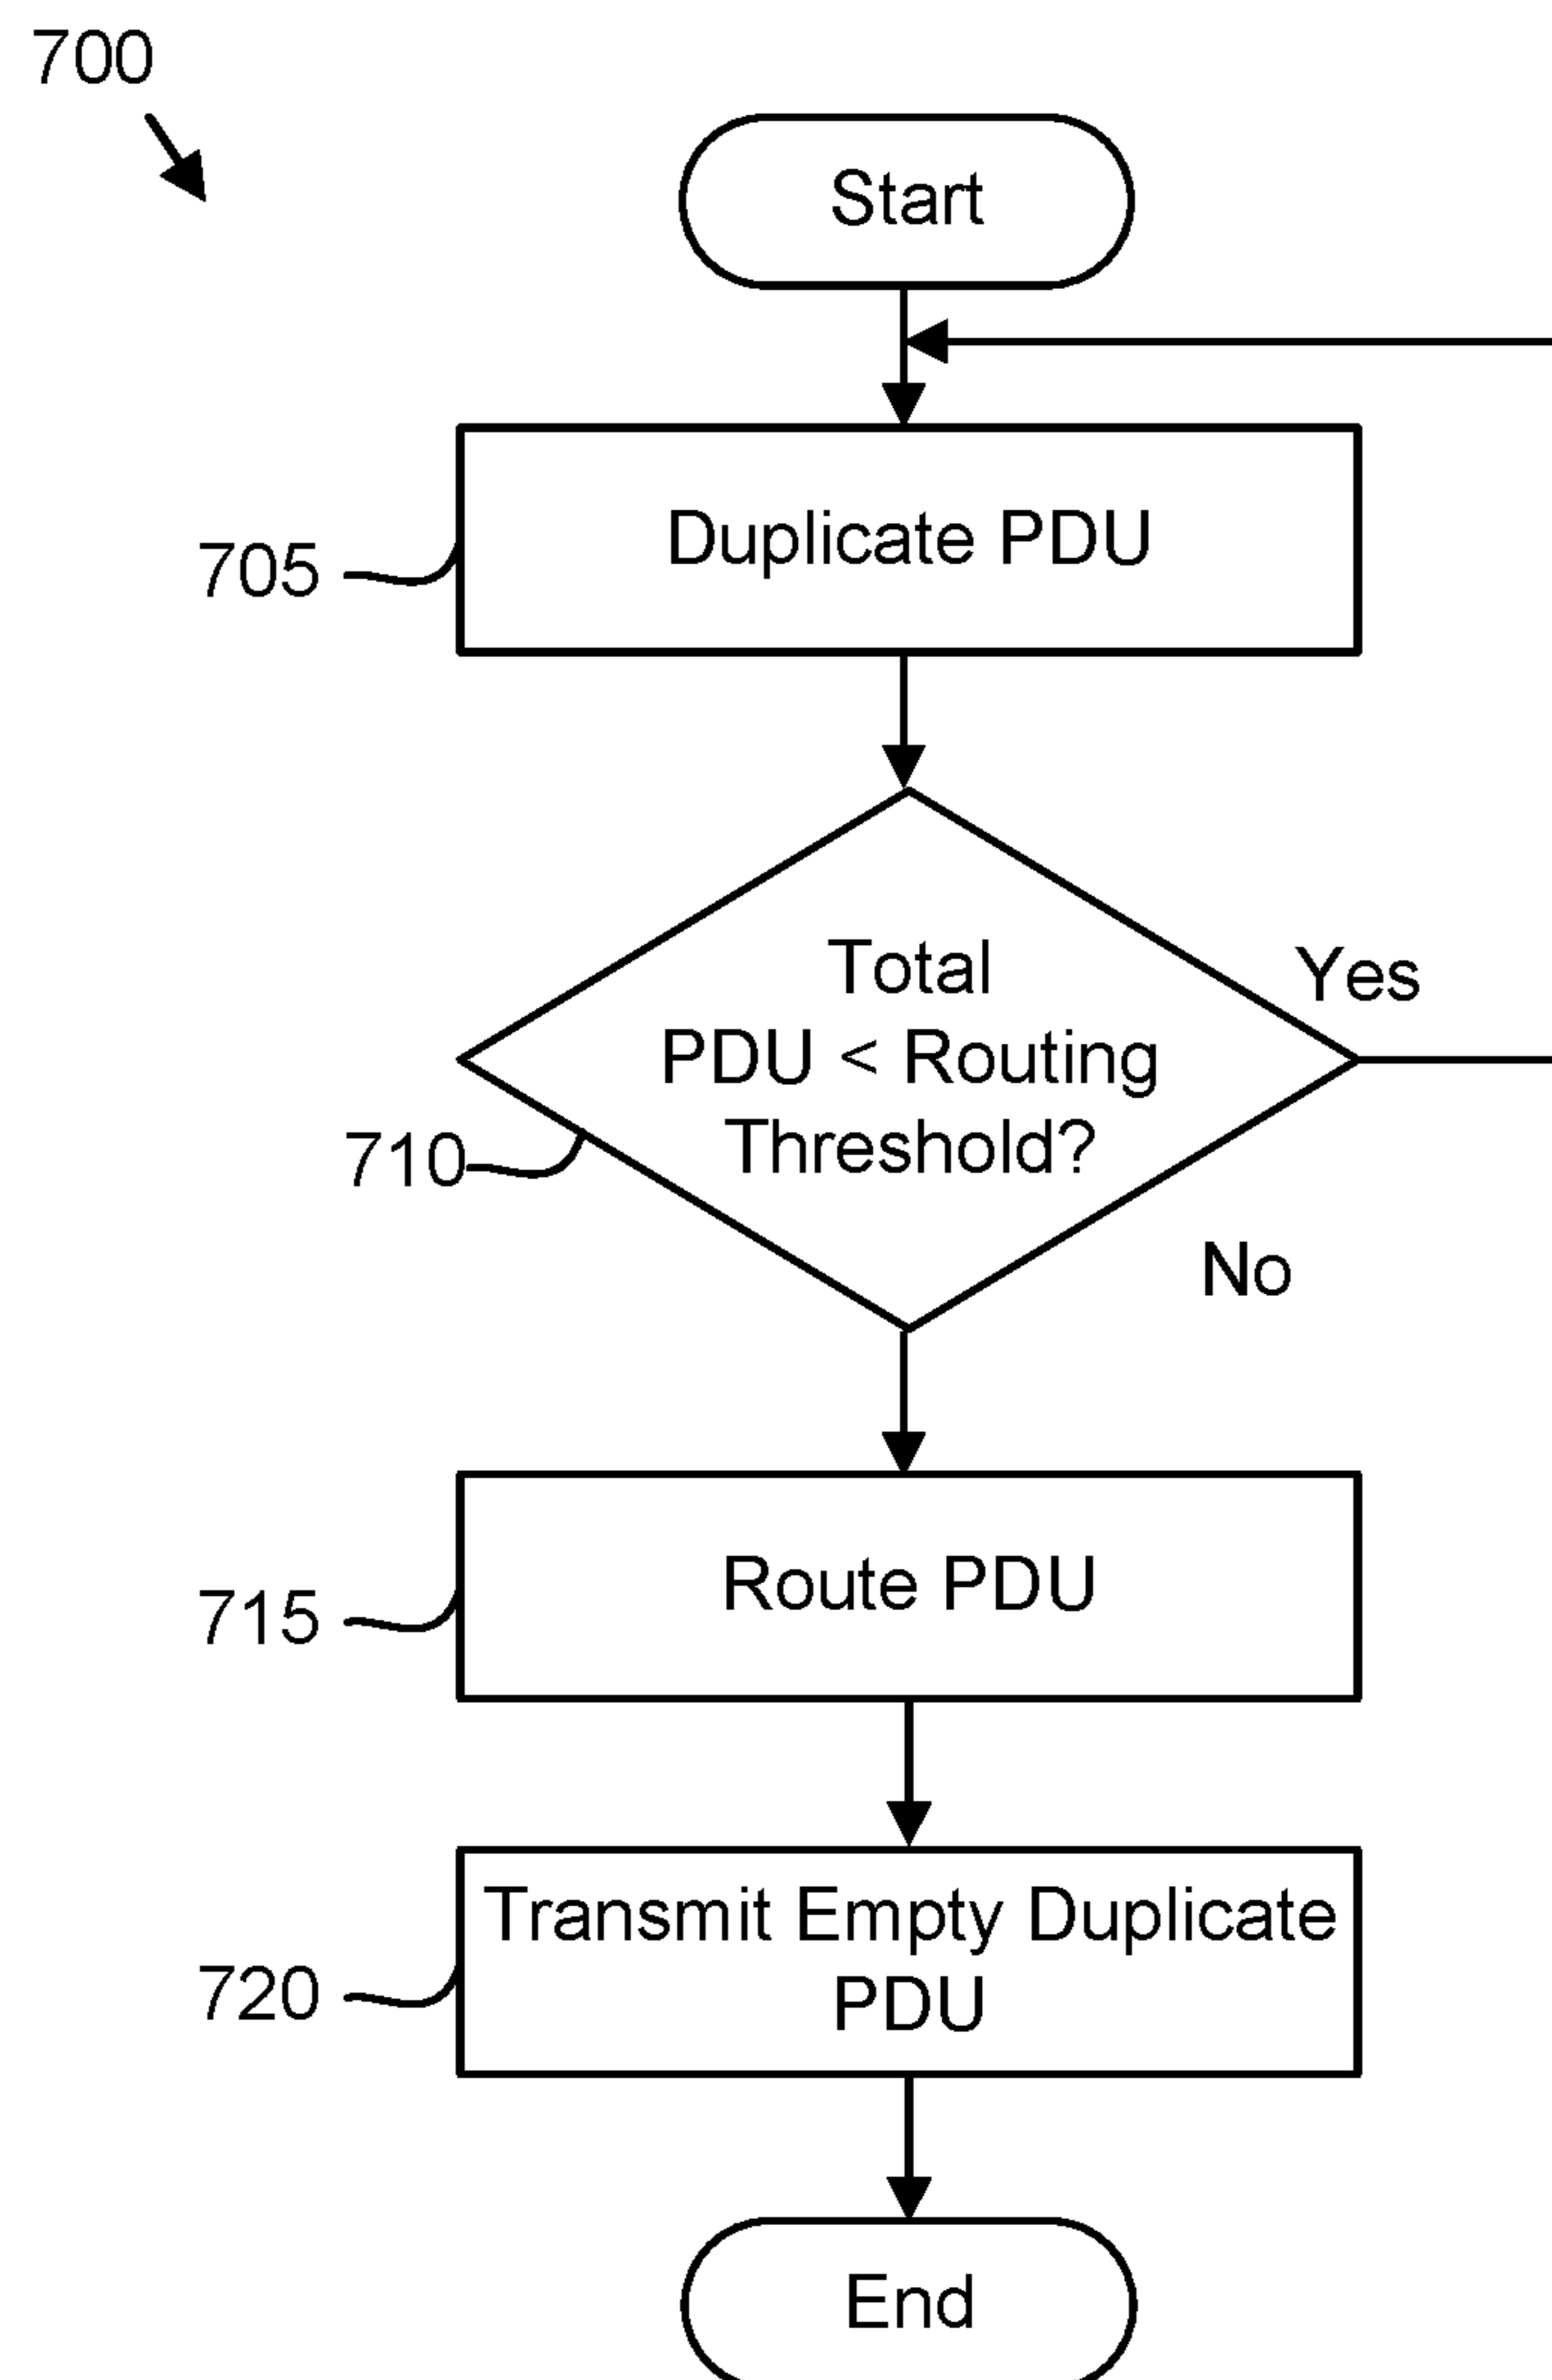 700
Start
Duplicate PDU
705
Total
PDU < Routing
Threshold?
Yes
710
No
Route PDU
715
Transmit Empty Duplicate
PDU
720
End